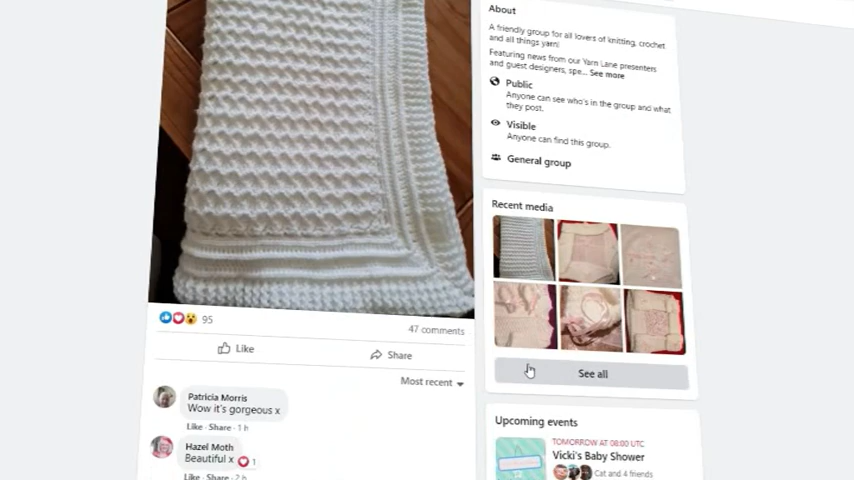 95
47 comments
Like
Share
Most recent
Patricia Morris
Wow it's gorgeous x
Like · Share · 1 h
Hazel Moth
Beautiful x
1
Like · Share · 2 h
About
A friendly group for all lovers of knitting, crochet
and all things yarn!
Featuring news from our Yarn Lane presenters
and guest designers, spe... See more
Public
Anyone can see who's in the group and what
they post.
Visible
Anyone can find this group.
General group
Recent media
See all
Upcoming events
TOMORROW AT 08:00 UTC
Vicki's Baby Shower
Cat and 4 friends